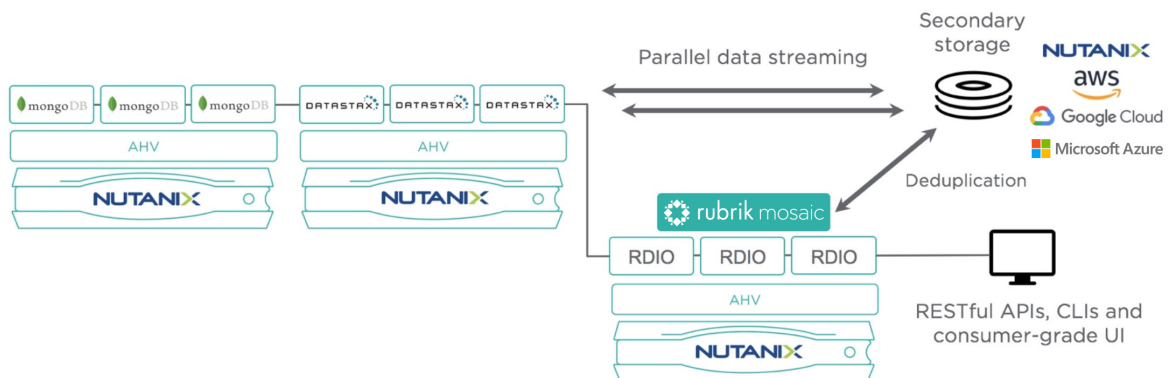 Secondary
storage
Parallel data streaming
NUTANIX
aws
Google Cloud
Microsoft Azure
mongoDB
mongoDB
mongoDB
DATASTAX
DATASTAX
DATASTAX
AHV
AHV
NUTANIX
NUTANIX
Deduplication
rubrik mosaic
RDIO
RDIO
RDIO
AHV
NUTANIX
RESTful APIs, CLIs and
consumer-grade UI